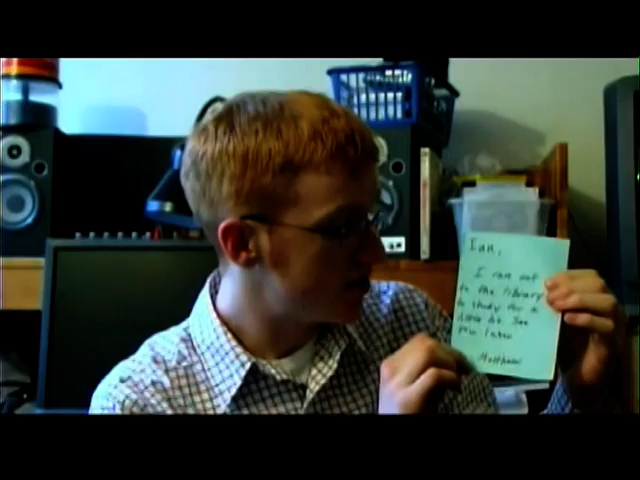 Ian,
I ran out
to the library
to study for a
little bit. See
you later
Matthew